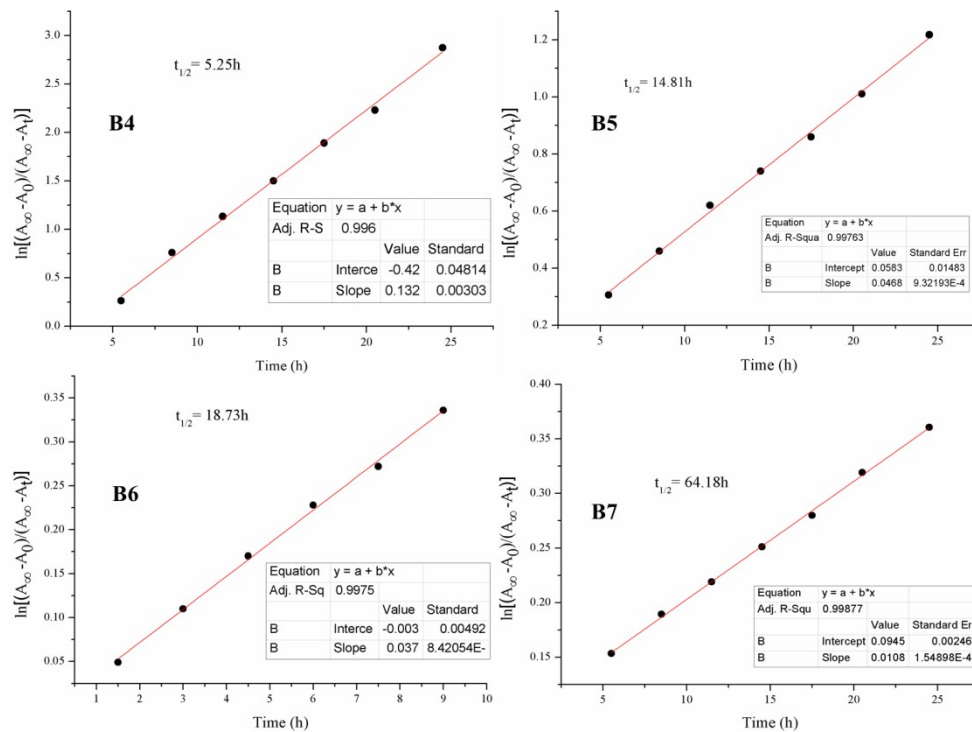 ln[(A∞ -A0)/(A∞ -At)]
3.0
2.5
2.0
1.5
1.0
0.5
0.0
t1/2= 5.25h
B4
Equation y = a + b*x
Adj. R-S 0.996
Value Standard
B Interce -0.42 0.04814
B Slope 0.132 0.00303
5 10 15 20 25
Time (h)
ln[(A∞ -A0)/(A∞ -At)]
1.2
1.0
0.8
0.6
0.4
0.2
t1/2= 14.81h
B5
Equation y = a + b*x
Adj. R-Squa 0.99763
Value Standard Err
B Intercept 0.0583 0.01483
B Slope 0.0468 9.32193E-4
5 10 15 20 25
Time (h)
ln[(A∞ -A0)/(A∞ -At)]
0.35
0.30
0.25
0.20
0.15
0.10
0.05
t1/2= 18.73h
B6
Equation y = a + b*x
Adj. R-Sq 0.9975
Value Standard
B Interce -0.003 0.00492
B Slope 0.037 8.42054E-
1 2 3 4 5 6 7 8 9 10
Time (h)
ln[(A∞ -A0)/(A∞ -At)]
0.40
0.35
0.30
0.25
0.20
0.15
t1/2= 64.18h
B7
Equation y = a + b*x
Adj. R-Squ 0.99877
Value Standard Er
B Intercept 0.0945 0.00246
B Slope 0.0108 1.54898E-4
5 10 15 20 25
Time (h)